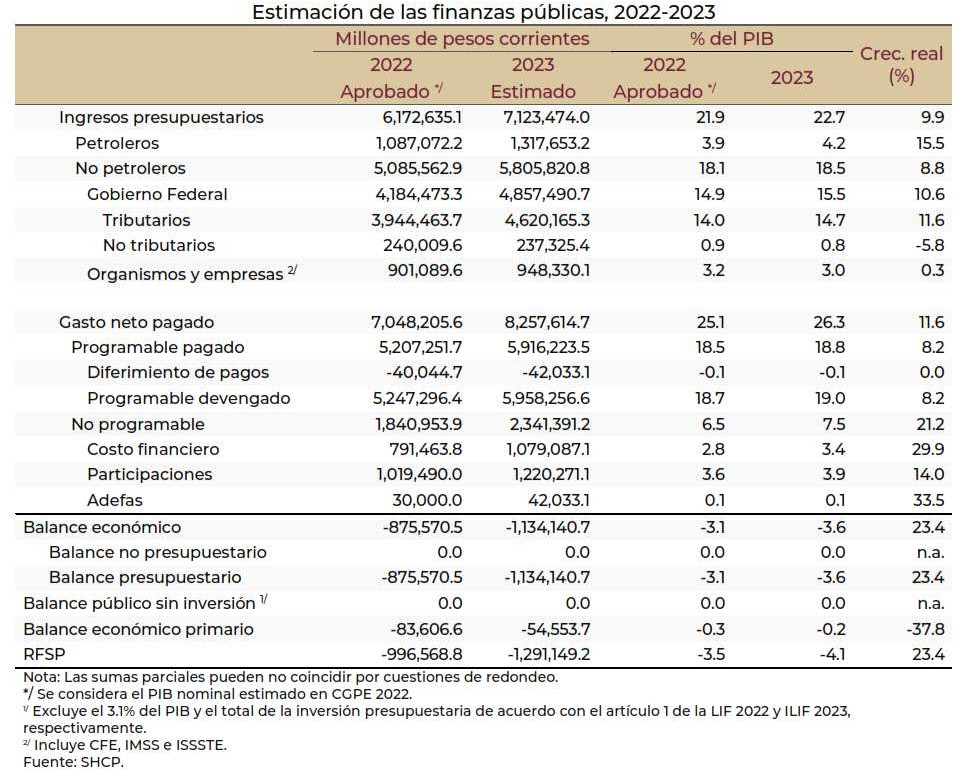 Estimación de las finanzas públicas, 2022-2023
Millones de pesos corrientes % del PIB Crec. real (%)
2022 Aprobado */ 2023 Estimado 2022 Aprobado */ 2023
Ingresos presupuestarios 6,172,635.1 7,123,474.0 21.9 22.7 9.9
Petroleros 1,087,072.2 1,317,653.2 3.9 4.2 15.5
No petroleros 5,085,562.9 5,805,820.8 18.1 18.5 8.8
Gobierno Federal 4,184,473.3 4,857,490.7 14.9 15.5 10.6
Tributarios 3,944,463.7 4,620,165.3 14.0 14.7 11.6
No tributarios 240,009.6 237,325.4 0.9 0.8 -5.8
Organismos y empresas 2/ 901,089.6 948,330.1 3.2 3.0 0.3
Gasto neto pagado 7,048,205.6 8,257,614.7 25.1 26.3 11.6
Programable pagado 5,207,251.7 5,916,223.5 18.5 18.8 8.2
Diferimiento de pagos -40,044.7 -42,033.1 -0.1 -0.1 0.0
Programable devengado 5,247,296.4 5,958,256.6 18.7 19.0 8.2
No programable 1,840,953.9 2,341,391.2 6.5 7.5 21.2
Costo financiero 791,463.8 1,079,087.1 2.8 3.4 29.9
Participaciones 1,019,490.0 1,220,271.1 3.6 3.9 14.0
Adefas 30,000.0 42,033.1 0.1 0.1 33.5
Balance económico -875,570.5 -1,134,140.7 -3.1 -3.6 23.4
Balance no presupuestario 0.0 0.0 0.0 0.0 n.a.
Balance presupuestario -875,570.5 -1,134,140.7 -3.1 -3.6 23.4
Balance público sin inversión 1/ 0.0 0.0 0.0 0.0 n.a.
Balance económico primario -83,606.6 -54,553.7 -0.3 -0.2 -37.8
RFSP -996,568.8 -1,291,149.2 -3.5 -4.1 23.4
Nota: Las sumas parciales pueden no coincidir por cuestiones de redondeo.
*/ Se considera el PIB nominal estimado en CGPE 2022.
1/ Excluye el 3.1% del PIB y el total de la inversión presupuestaria de acuerdo con el artículo 1 de la LIF 2022 y ILIF 2023,
respectivamente.
2/ Incluye CFE, IMSS e ISSSTE.
Fuente: SHCP.